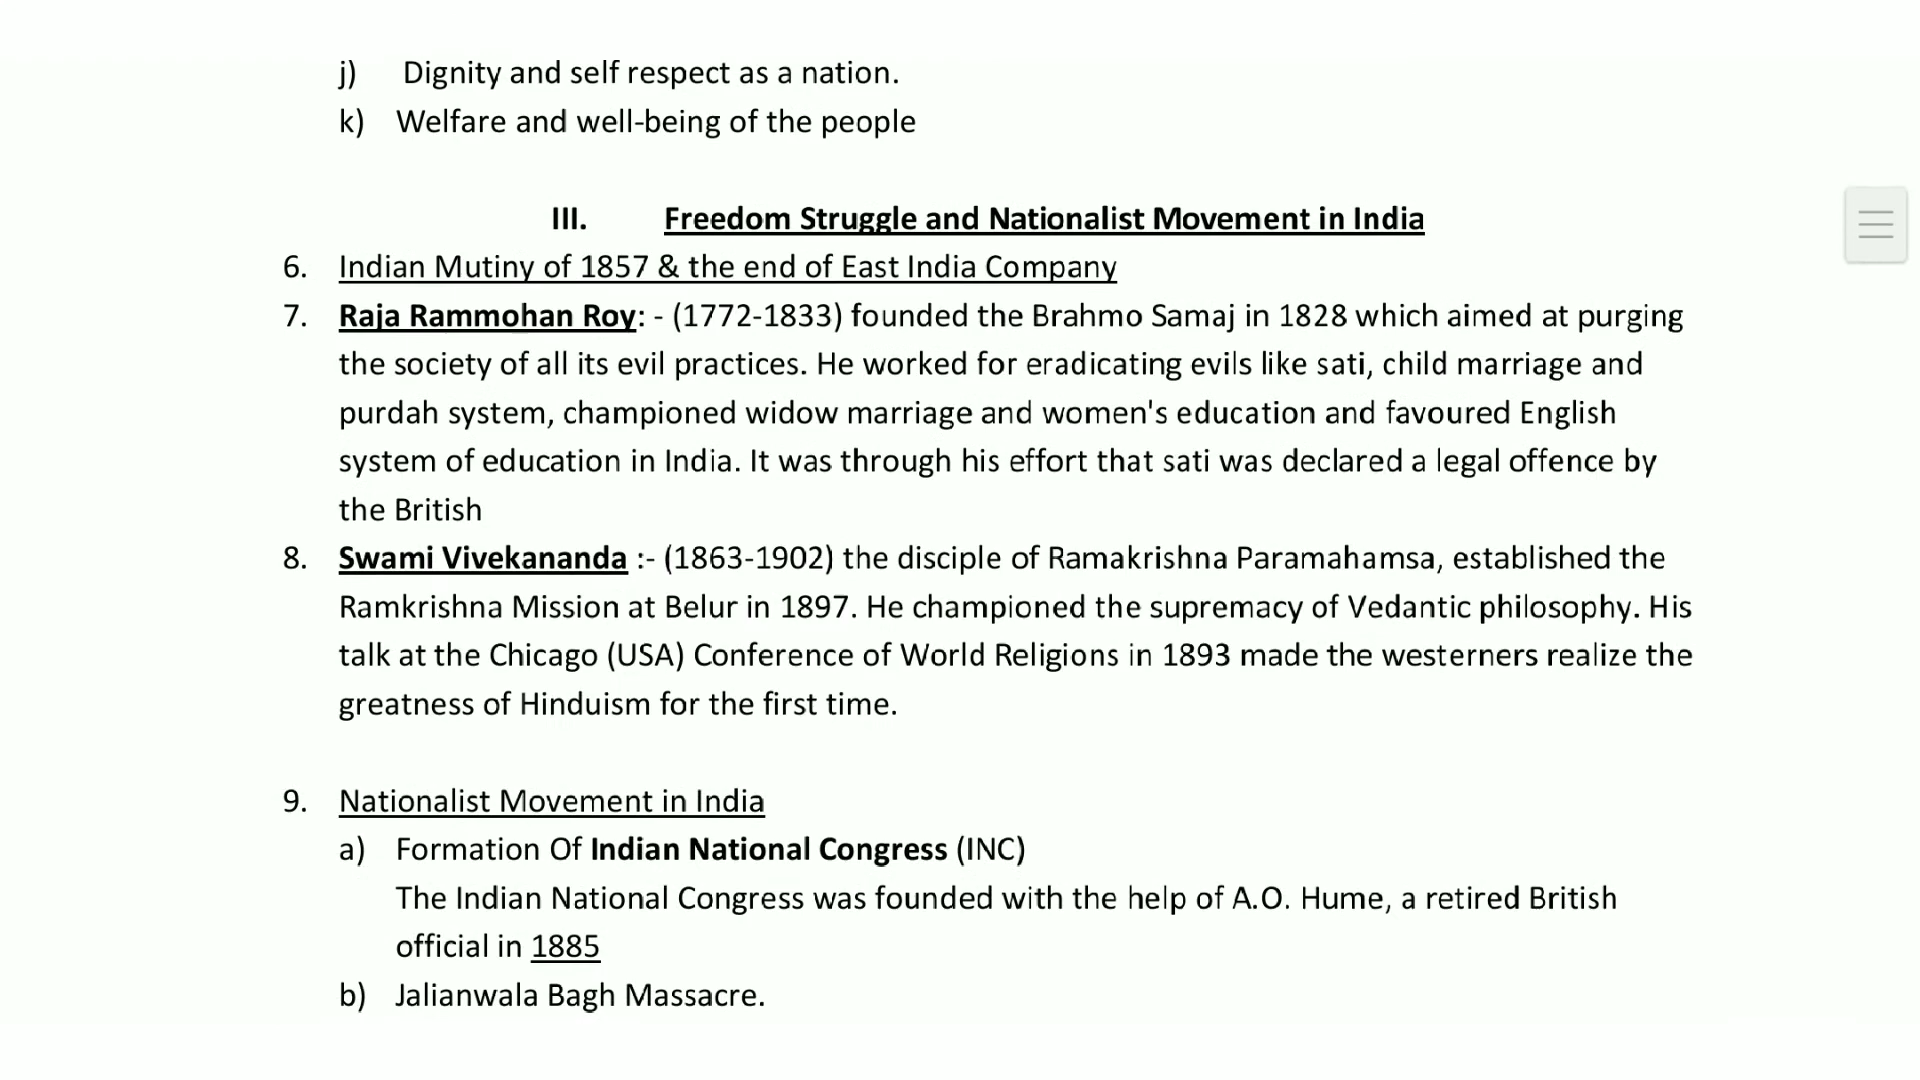 j) Dignity and self respect as a nation.
k) Welfare and well-being of the people
III. Freedom Struggle and Nationalist Movement in India
6. Indian Mutiny of 1857 & the end of East India Company
7. Raja Rammohan Roy: - (1772-1833) founded the Brahmo Samaj in 1828 which aimed at purging
the society of all its evil practices. He worked for eradicating evils like sati, child marriage and
purdah system, championed widow marriage and women's education and favoured English
system of education in India. It was through his effort that sati was declared a legal offence by
the British
8. Swami Vivekananda :- (1863-1902) the disciple of Ramakrishna Paramahamsa, established the
Ramkrishna Mission at Belur in 1897. He championed the supremacy of Vedantic philosophy. His
talk at the Chicago (USA) Conference of World Religions in 1893 made the westerners realize the
greatness of Hinduism for the first time.
9. Nationalist Movement in India
a) Formation Of Indian National Congress (INC)
The Indian National Congress was founded with the help of A.O. Hume, a retired British
official in 1885
b) Jalianwala Bagh Massacre.